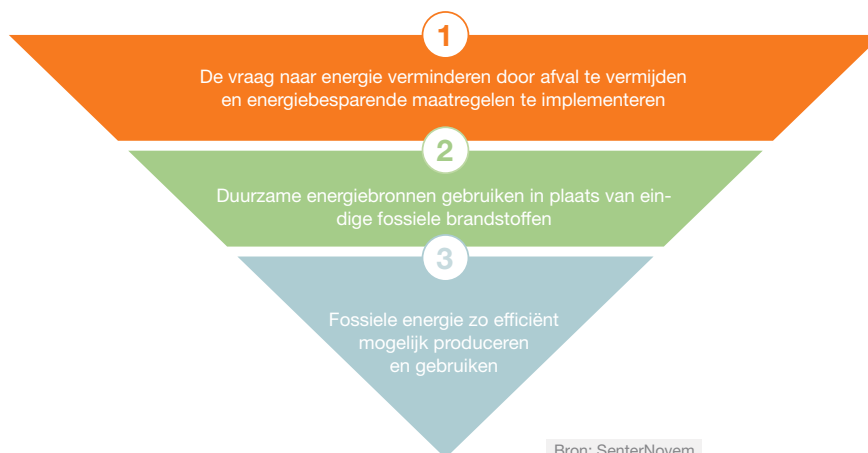 1
De vraag naar energie verminderen door afval te vermijden
en energiebesparende maatregelen te implementeren
2
Duurzame energiebronnen gebruiken in plaats van ein-
dige fossiele brandstoffen
3
Fossiele energie zo efficiënt
mogelijk produceren
en gebruiken
Bron: SenterNovem